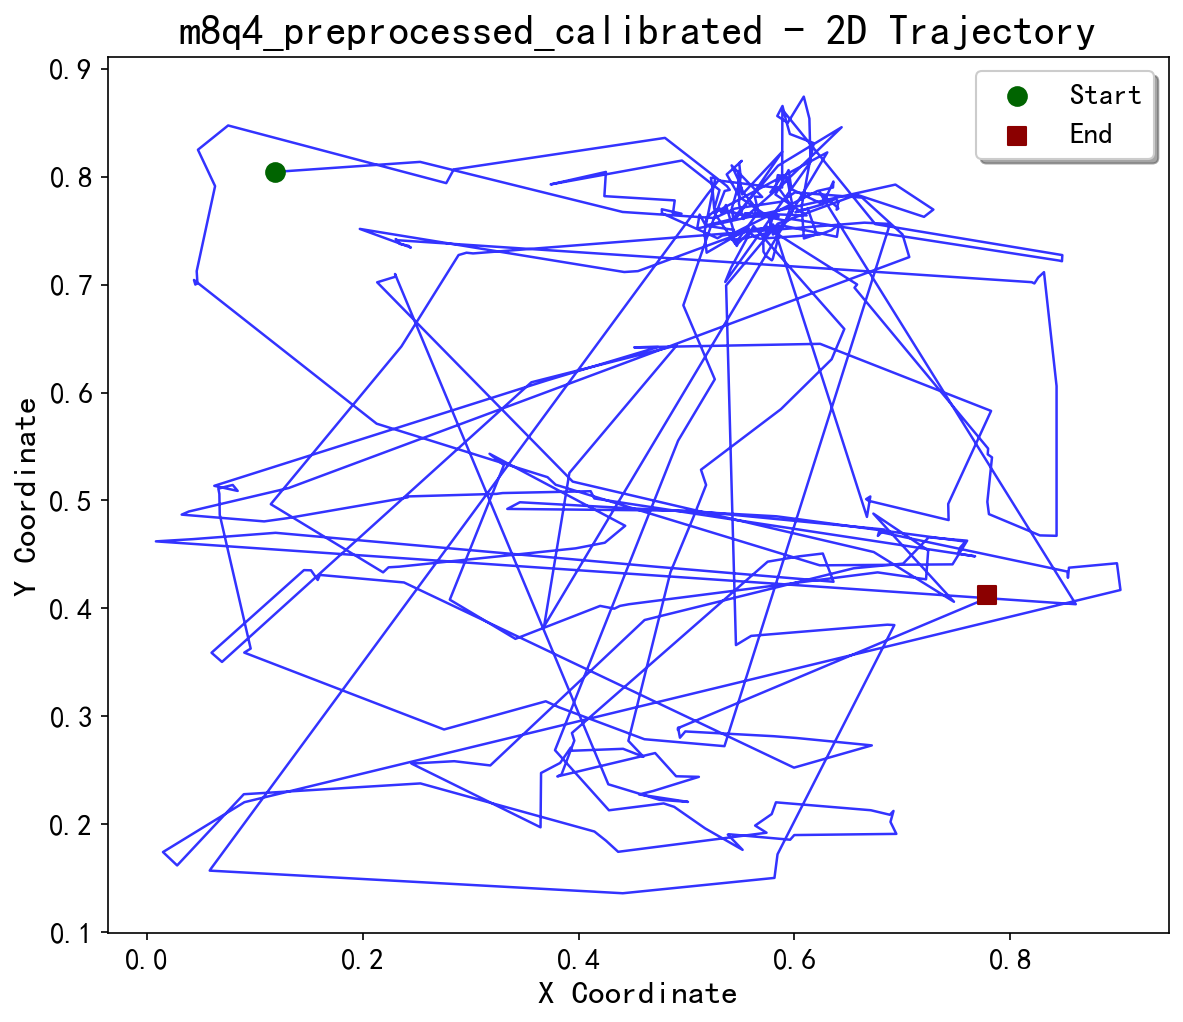 m8q4_preprocessed_calibrated - 2D Trajectory
Start
End
0.9
0.8
0.7
0.6
0.5
0.4
0.3
0.2
0.1
Y Coordinate
0.0 0.2 0.4 0.6 0.8
X Coordinate